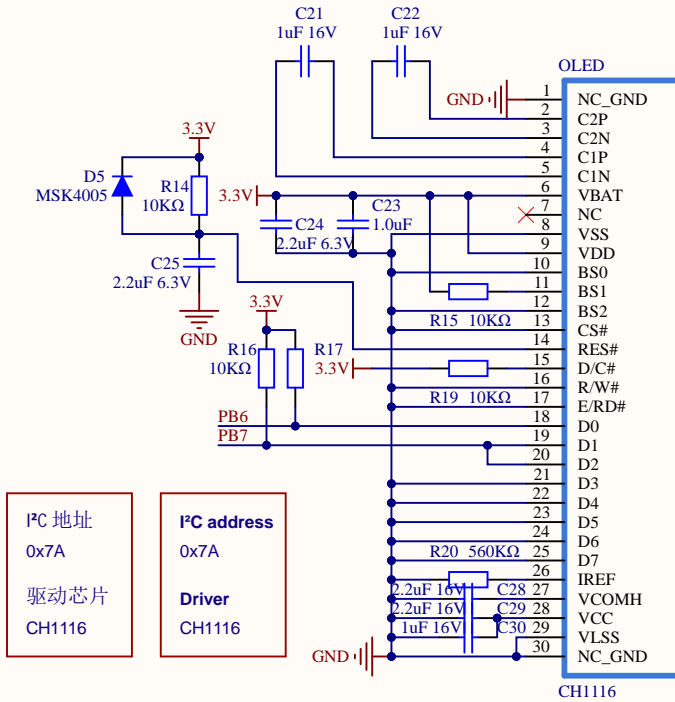 C21
1uF 16V
C22
1uF 16V
OLED
GND
1
NC_GND
2
C2P
3
C2N
4
C1P
5
C1N
6
VBAT
7
NC
8
VSS
9
VDD
10
BS0
11
BS1
12
BS2
13
CS#
14
RES#
15
D/C#
16
R/W#
17
E/RD#
18
D0
19
D1
20
D2
21
D3
22
D4
23
D5
24
D6
25
D7
26
IREF
27
VCOMH
28
VCC
29
VLSS
30
NC_GND
CH1116
3.3V
D5
MSK4005
R14
10KΩ
C25
2.2uF 6.3V
GND
3.3V
C24
2.2uF 6.3V
C23
1.0uF
R15 10KΩ
3.3V
R16
10KΩ
R17
3.3V
R19 10KΩ
PB6
PB7
R20 560KΩ
2.2uF 16V
C28
2.2uF 16V
C29
1uF 16V
C30
GND
I²C 地址
0x7A
驱动芯片
CH1116
I²C address
0x7A
Driver
CH1116